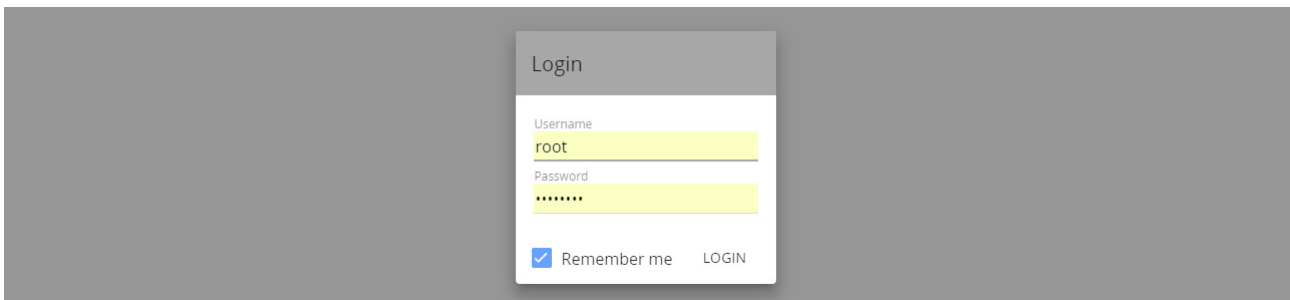 Login
Username
root
Password
••••••••
Remember me LOGIN